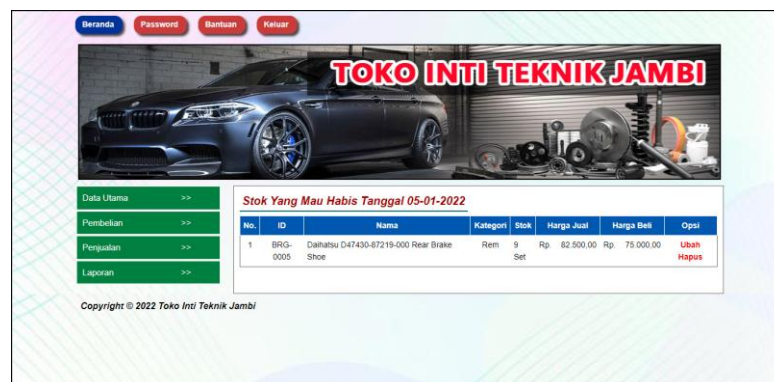 Beranda Password Bantuan Keluar
TOKO INTI TEKNIK JAMBI
Data Utama >>
Pembelian >>
Penjualan >>
Laporan >>
Stok Yang Mau Habis Tanggal 05-01-2022
No. ID Nama Kategori Stok Harga Jual Harga Beli Opsi
1 BRG- Daihatsu D47430-87219-000 Rear Brake Rem 9 Rp. 82.500,00 Rp. 75.000,00 Ubah
0005 Shoe Set Hapus
Copyright © 2022 Toko Inti Teknik Jambi